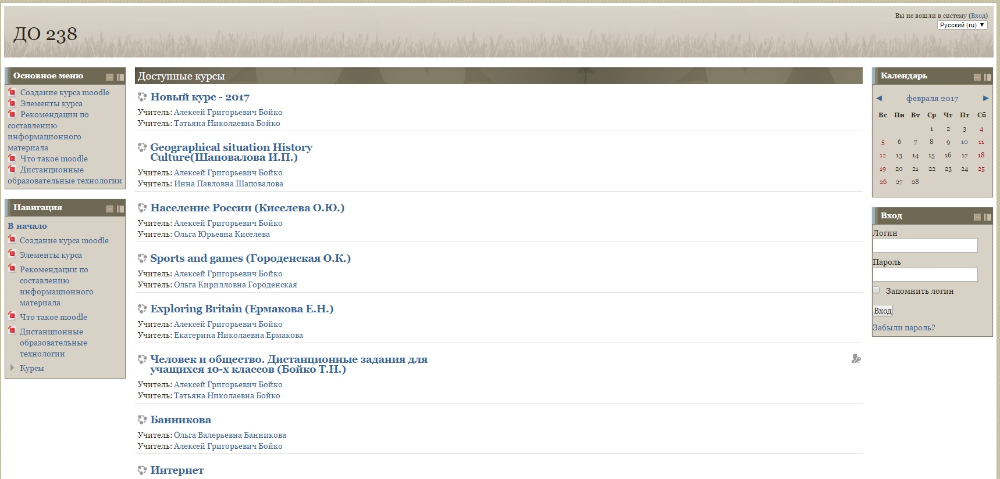 Вы не вошли в систему (Вход)
Русский (ru)
ДО 238
Основное меню
Создание курса moodle
Элементы курса
Рекомендации по
составлению
информационного
материала
Что такое moodle
Дистанционные
образовательные технологии
Навигация
В начало
Создание курса moodle
Элементы курса
Рекомендации по
составлению
информационного
материала
Что такое moodle
Дистанционные
образовательные
технологии
Курсы
Доступные курсы
Новый курс - 2017
Учитель: Алексей Григорьевич Бойко
Учитель: Татьяна Николаевна Бойко
Geographical situation History
Culture(Шаповалова И.П.)
Учитель: Алексей Григорьевич Бойко
Учитель: Инна Павловна Шаповалова
Население России (Киселева О.Ю.)
Учитель: Алексей Григорьевич Бойко
Учитель: Ольга Юрьевна Киселева
Sports and games (Городенская О.К.)
Учитель: Алексей Григорьевич Бойко
Учитель: Ольга Кирилловна Городенская
Exploring Britain (Ермакова Е.Н.)
Учитель: Алексей Григорьевич Бойко
Учитель: Екатерина Николаевна Ермакова
Человек и общество. Дистанционные задания для
учащихся 10-х классов (Бойко Т.Н.)
Учитель: Алексей Григорьевич Бойко
Учитель: Татьяна Николаевна Бойко
Банникова
Учитель: Ольга Валерьевна Банникова
Учитель: Алексей Григорьевич Бойко
Интернет
Календарь
февраля 2017
Вс Пн Вт Ср Чт Пт Сб
1 2 3 4
5 6 7 8 9 10 11
12 13 14 15 16 17 18
19 20 21 22 23 24 25
26 27 28
Вход
Логин
Пароль
Запомнить логин
Вход
Забыли пароль?